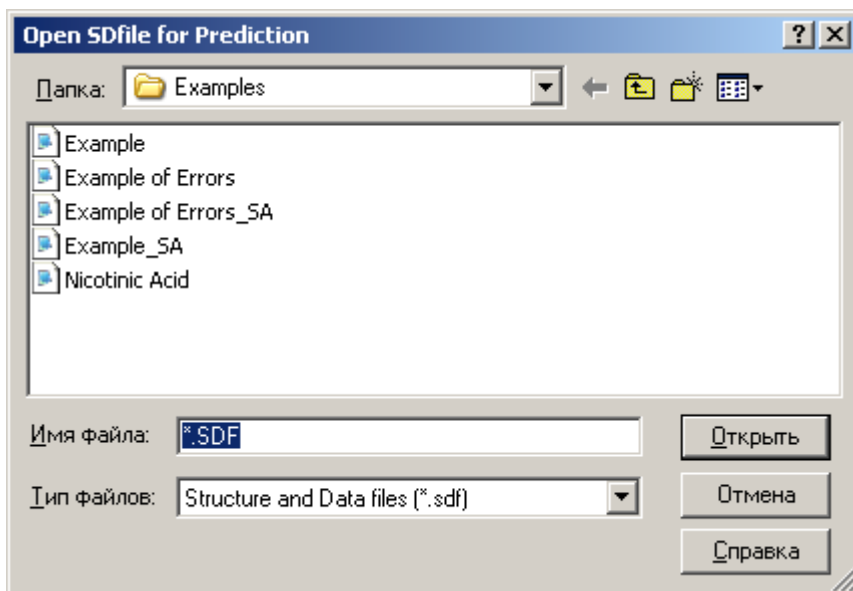 Open SDfile for Prediction
Папка: Examples
Example
Example of Errors
Example of Errors_SA
Example_SA
Nicotinic Acid
Имя файла: *.SDF Открыть
Тип файлов: Structure and Data files (*.sdf) Отмена
Справка